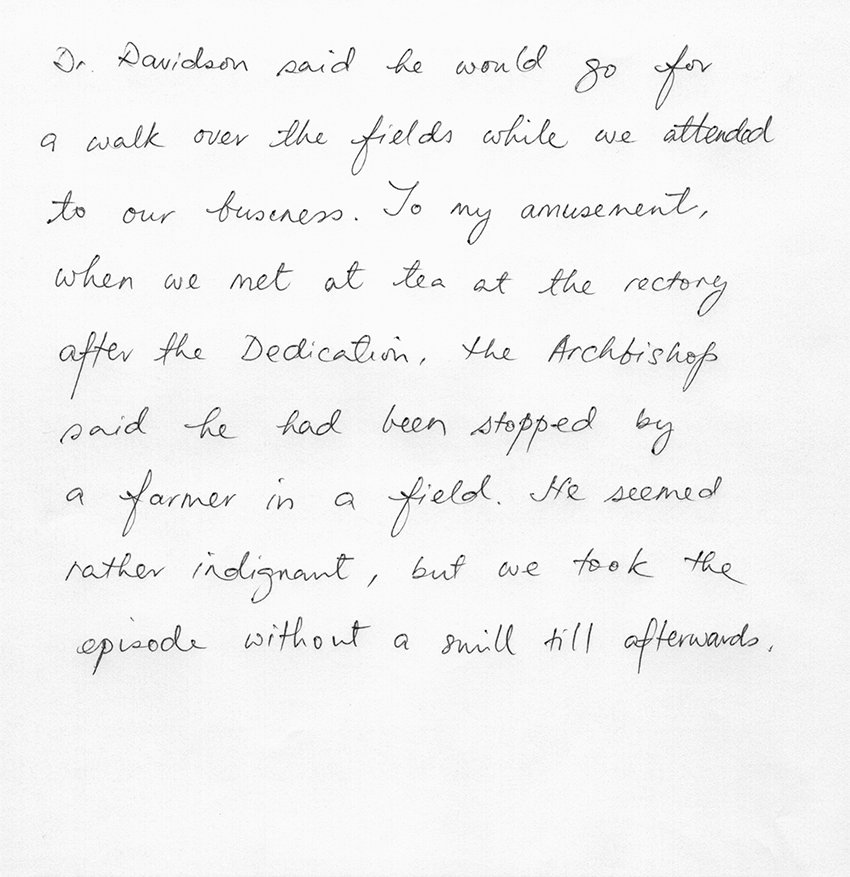 Dr. Davidson said he would go for
a walk over the fields while we attended
to our business. To my amusement,
when we met at tea at the rectory
after the Dedication, the Archbishop
said he had been stopped by
a farmer in a field. He seemed
rather indignant, but we took the
episode without a smill till afterwards.